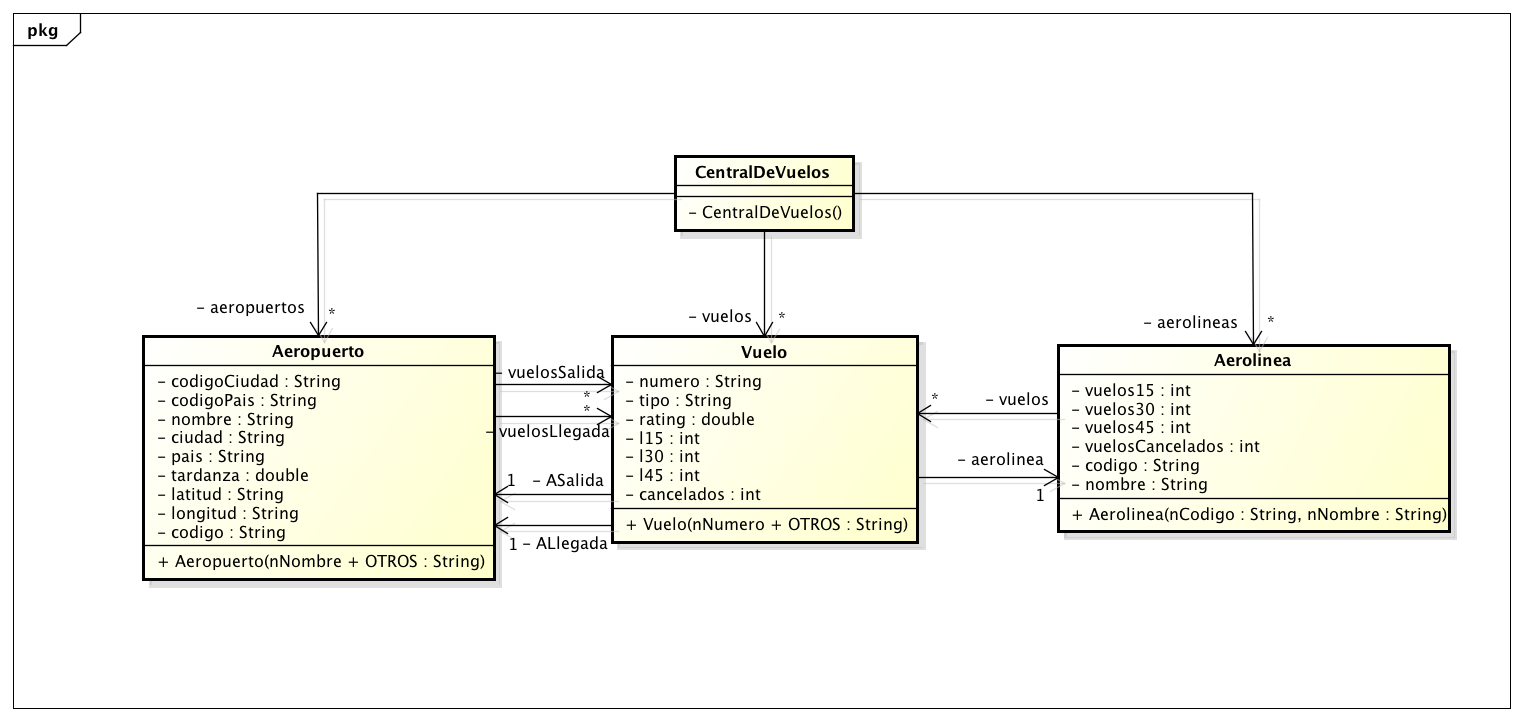 pkg
CentralDeVuelos
- CentralDeVuelos()
- aeropuertos
*
- vuelos
*
- aerolineas
*
Aeropuerto
- codigoCiudad : String
- codigoPais : String
- nombre : String
- ciudad : String
- pais : String
- tardanza : double
- latitud : String
- longitud : String
- codigo : String
+ Aeropuerto(nNombre + OTROS : String)
- vuelosSalida
*
*
- vuelosLlegada
1
- ASalida
1
- ALlegada
Vuelo
- numero : String
- tipo : String
- rating : double
- l15 : int
- l30 : int
- l45 : int
- cancelados : int
+ Vuelo(nNumero + OTROS : String)
*
- vuelos
- aerolinea
1
Aerolinea
- vuelos15 : int
- vuelos30 : int
- vuelos45 : int
- vuelosCancelados : int
- codigo : String
- nombre : String
+ Aerolinea(nCodigo : String, nNombre : String)